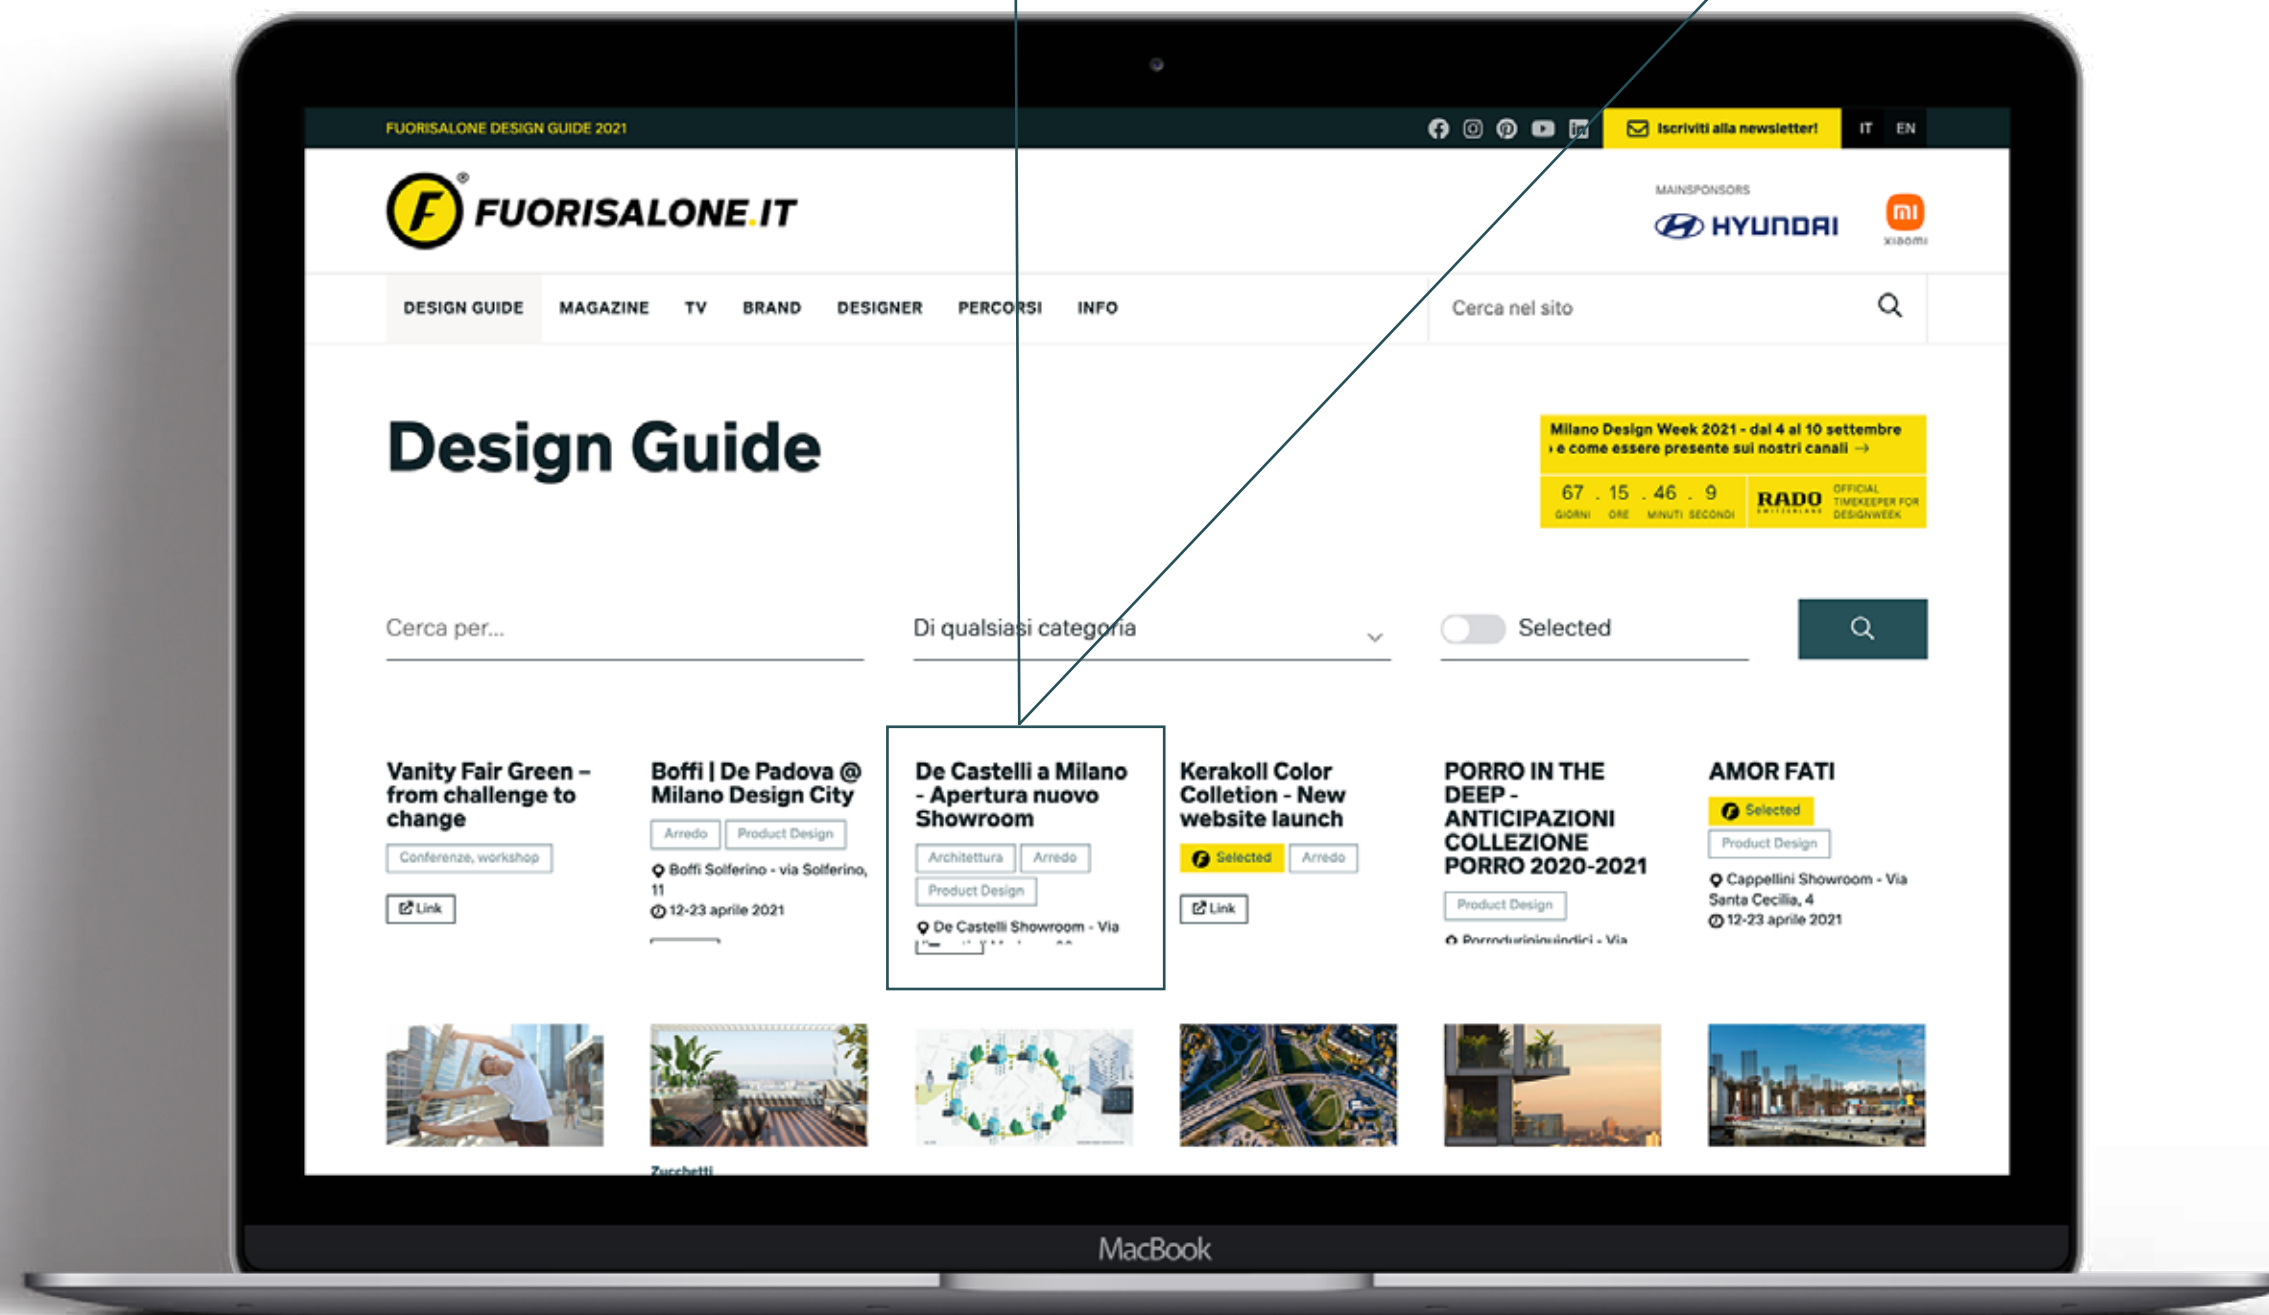 FUORISALONE DESIGN GUIDE 2021
Iscriviti alla newsletter!
IT EN
F ® FUORISALONE.IT
MAINSPONSORS
HYUNDAI
mi
xiaomi
DESIGN GUIDE MAGAZINE TV BRAND DESIGNER PERCORSI INFO
Cerca nel sito
Design Guide
Milano Design Week 2021 - dal 4 al 10 settembre
e come essere presente sui nostri canali →
67 . 15 . 46 . 9
GIORNI ORE MINUTI SECONDI
RADO
SWITZERLAND
OFFICIAL
TIMEKEEPER FOR
DESIGNWEEK
Cerca per...
Di qualsiasi categoria
Selected
Vanity Fair Green –
from challenge to
change
Conferenze, workshop
Link
Boffi | De Padova @
Milano Design City
Arredo Product Design
Boffi Solferino - via Solferino,
11
12-23 aprile 2021
De Castelli a Milano
- Apertura nuovo
Showroom
Architettura Arredo
Product Design
De Castelli Showroom - Via
Kerakoll Color
Colletion - New
website launch
Selected Arredo
Link
PORRO IN THE
DEEP -
ANTICIPAZIONI
COLLEZIONE
PORRO 2020-2021
Product Design
Porroduriniquindici - Via
AMOR FATI
Selected
Product Design
Cappellini Showroom - Via
Santa Cecilia, 4
12-23 aprile 2021
Zucchetti
MacBook